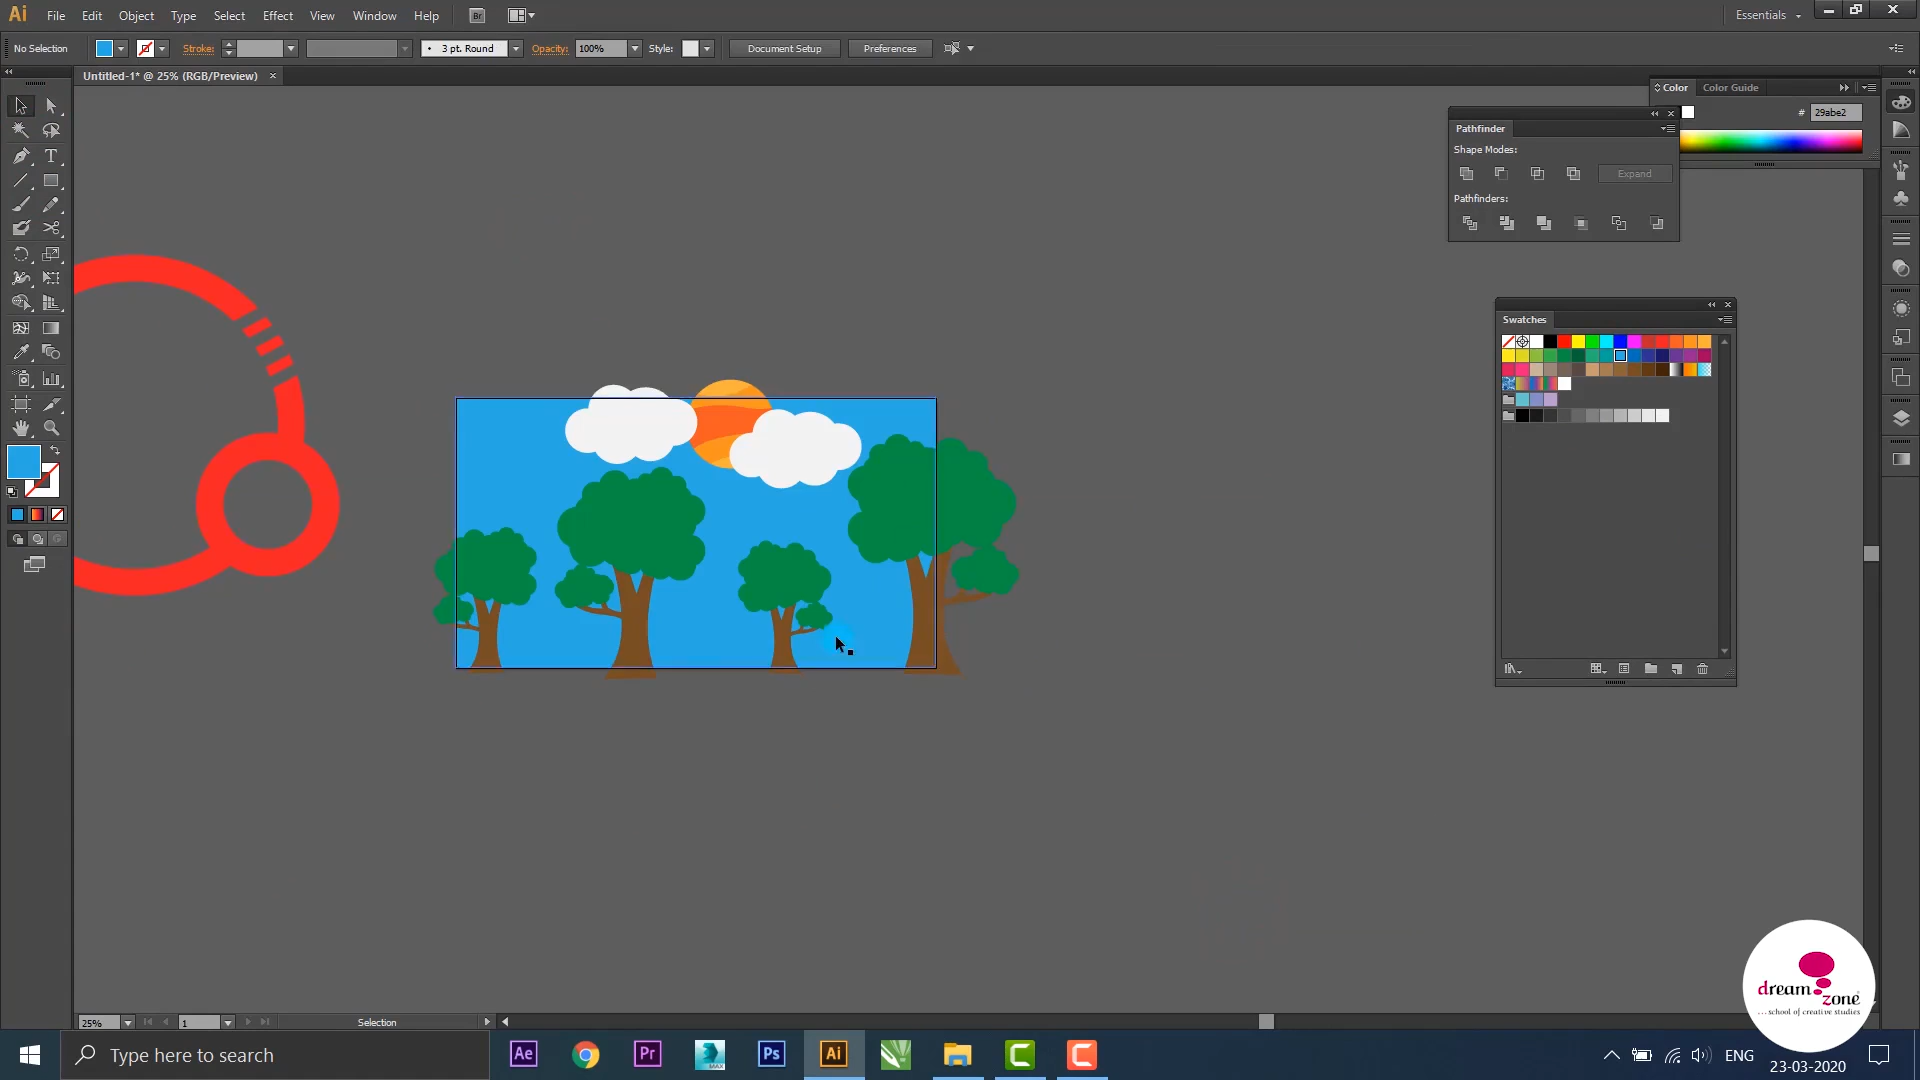 Ai File Edit Object Type Select Effect View Window Help Br Essentials
No Selection Stroke: 3 pt. Round Opacity: 100% Style: Document Setup Preferences
Untitled-1* @ 25% (RGB/Preview)
Color Color Guide
# 29abe2
Pathfinder
Shape Modes:
Expand
Pathfinders:
Swatches
25% 1 Selection
dream zone
...school of creative studies
Type here to search
Ae Pr MAX Ps Ai
ENG
23-03-2020